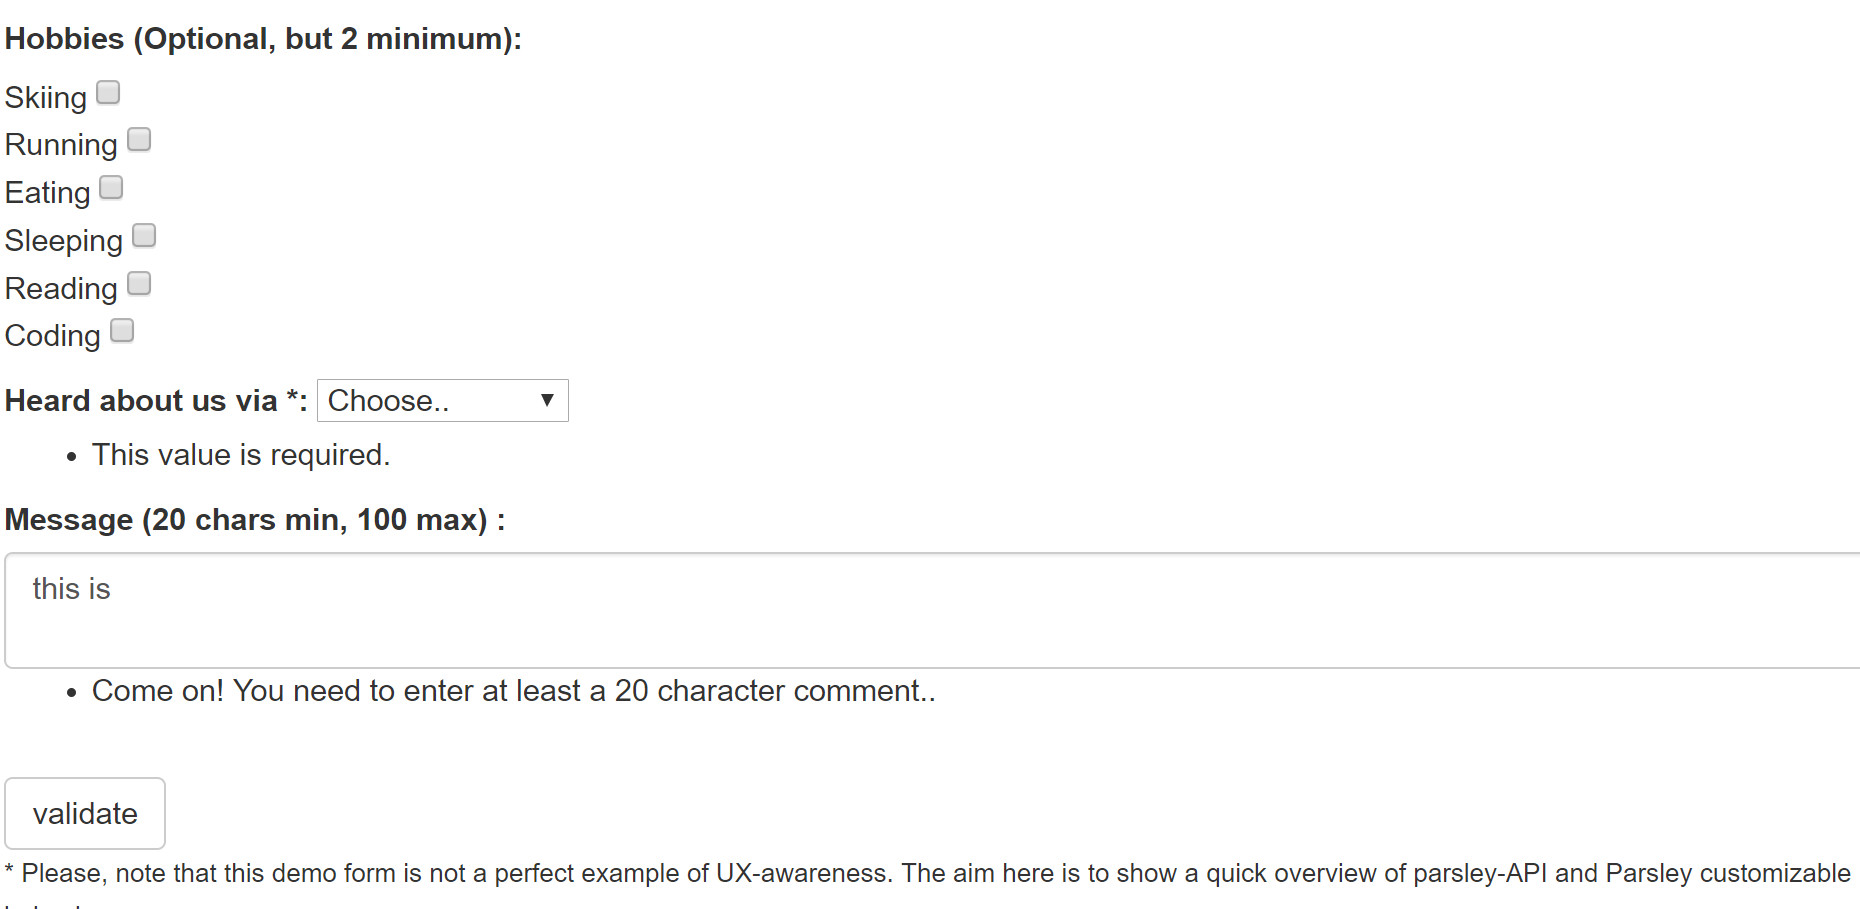 Hobbies (Optional, but 2 minimum):
Skiing
Running
Eating
Sleeping
Reading
Coding
Heard about us via *: Choose..
This value is required.
Message (20 chars min, 100 max) :
this is
Come on! You need to enter at least a 20 character comment..
validate
* Please, note that this demo form is not a perfect example of UX-awareness. The aim here is to show a quick overview of parsley-API and Parsley customizable